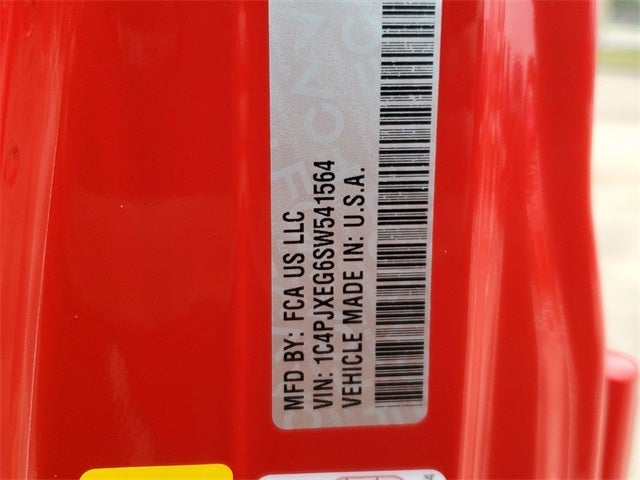 MFD BY: FCA US LLC
VIN: 1C4PJXEG6SW541564
VEHICLE MADE IN: U.S.A.